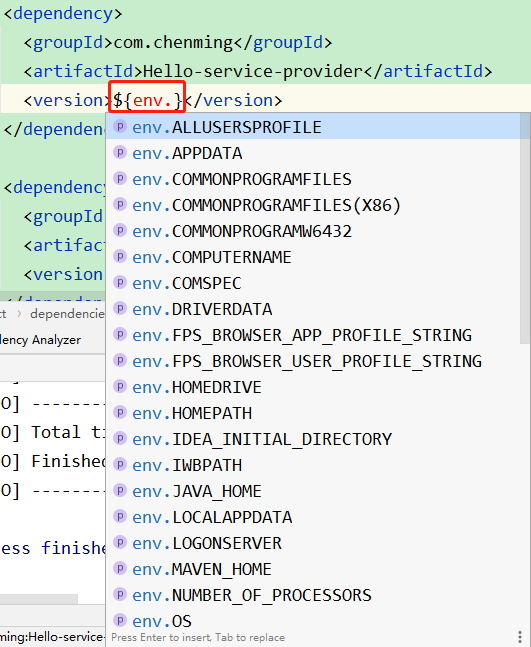 <dependency>
<groupId>com.chenming</groupId>
<artifactId>Hello-service-provider</artifactId>
<version>${env.}</version>
</dependen
env.ALLUSERSPROFILE
env.APPDATA
<dependency
env.COMMONPROGRAMFILES
<groupId
env.COMMONPROGRAMFILES(X86)
<artifact
env.COMMONPROGRAMW6432
env.COMPUTERNAME
<version
env.COMSPEC
</dependenc
env.DRIVERDATA
ct > dependencie
dency Analyzer
env.FPS_BROWSER_APP_PROFILE_STRING
env.FPS_BROWSER_USER_PROFILE_STRING
env.HOMEDRIVE
O] --------
env.HOMEPATH
O] Total ti
env.IDEA_INITIAL_DIRECTORY
O] Finished
env.IWBPATH
O] --------
env.JAVA_HOME
env.LOCALAPPDATA
ess finishe
env.LOGONSERVER
env.MAVEN_HOME
env.NUMBER_OF_PROCESSORS
env.OS
ming:Hello-service-
Press Enter to insert, Tab to replace